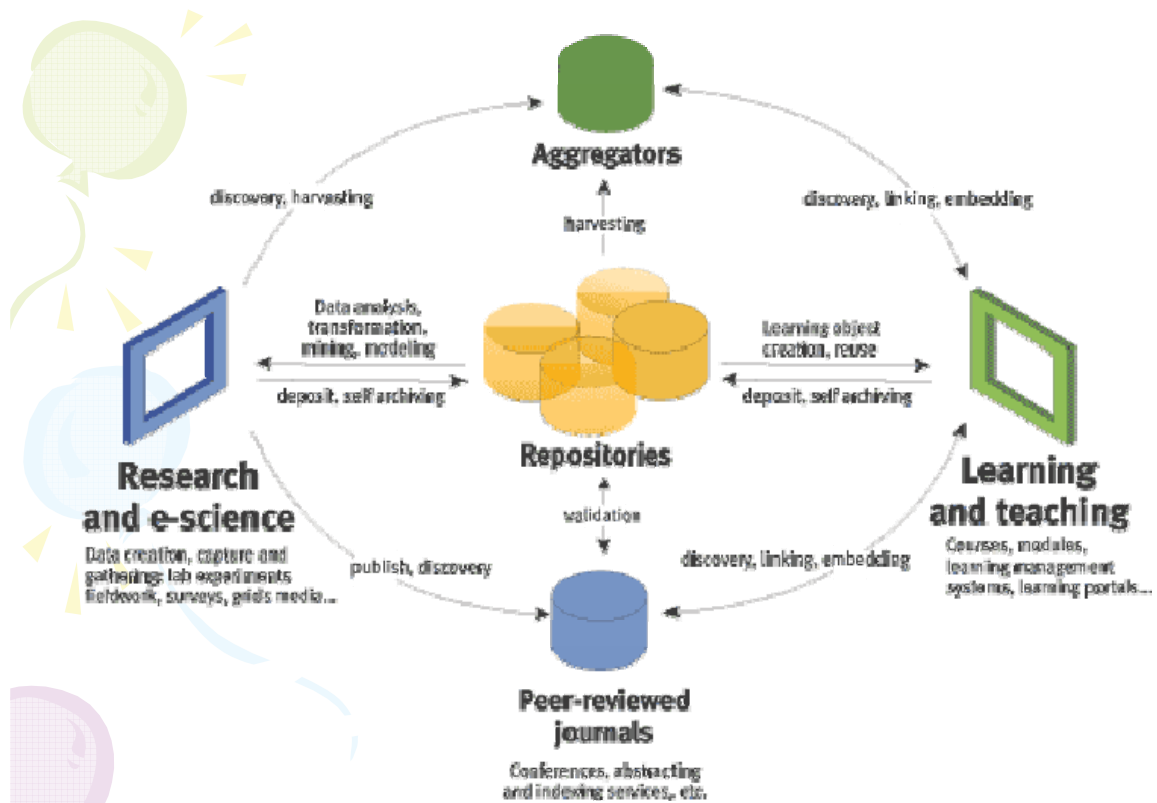 Aggregators
discovery, harvesting
discovery, linking, embedding
harvesting
Data analysis,
transformation,
mining, modeling
Learning object
creation, reuse
deposit, self archiving
deposit, self archiving
Repositories
Research
and e-science
Data creation, capture and
gathering: lab experiments
fieldwork, surveys, grids media...
Learning
and teaching
Courses, modules,
learning management
systems, learning portals...
validation
publish, discovery
discovery, linking, embedding
Peer-reviewed
journals
Conferences, abstracting
and indexing services, etc.